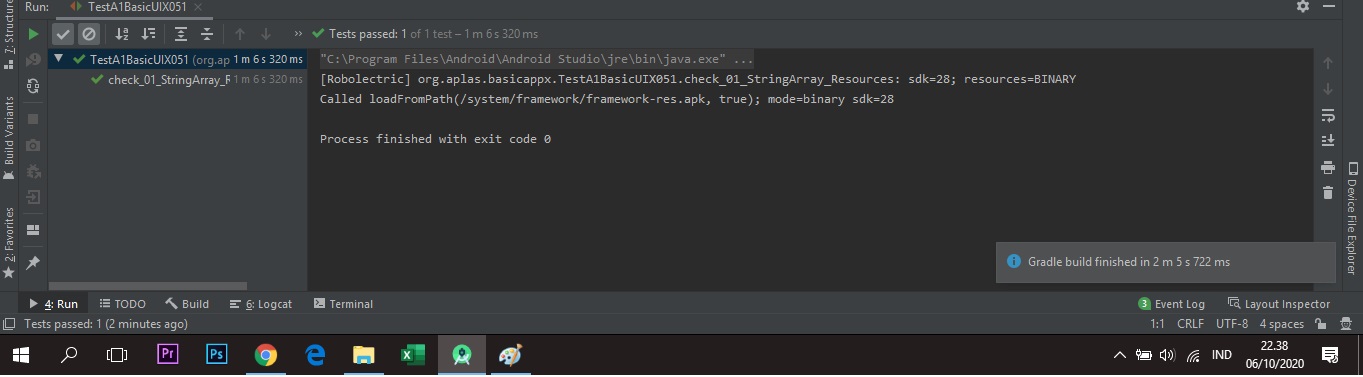 Run: TestA1BasicUIX051
Z: Structure
Tests passed: 1 of 1 test – 1 m 6 s 320 ms
TestA1BasicUIX051 (org.ap 1 m 6 s 320 ms
check_01_StringArray_R 1 m 6 s 320 ms
"C:\Program Files\Android\Android Studio\jre\bin\java.exe" ...
[Robolectric] org.aplas.basicappx.TestA1BasicUIX051.check_01_StringArray_Resources: sdk=28; resources=BINARY
Called loadFromPath(/system/framework/framework-res.apk, true); mode=binary sdk=28
Process finished with exit code 0
Build Variants
2: Favorites
Device File Explorer
Gradle build finished in 2 m 5 s 722 ms
4: Run TODO Build 6: Logcat Terminal 3 Event Log Layout Inspector
Tests passed: 1 (2 minutes ago) 1:1 CRLF UTF-8 4 spaces
Pr Ps IND 22.38
06/10/2020